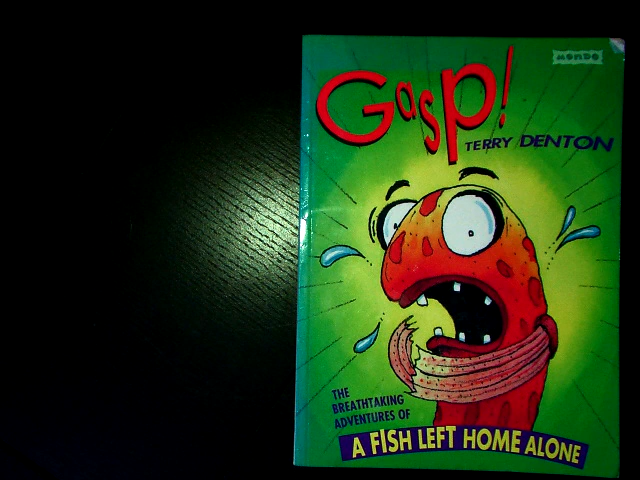 MONDO
Gasp!
TERRY DENTON
THE
BREATHTAKING
ADVENTURES OF
A FISH LEFT HOME ALONE